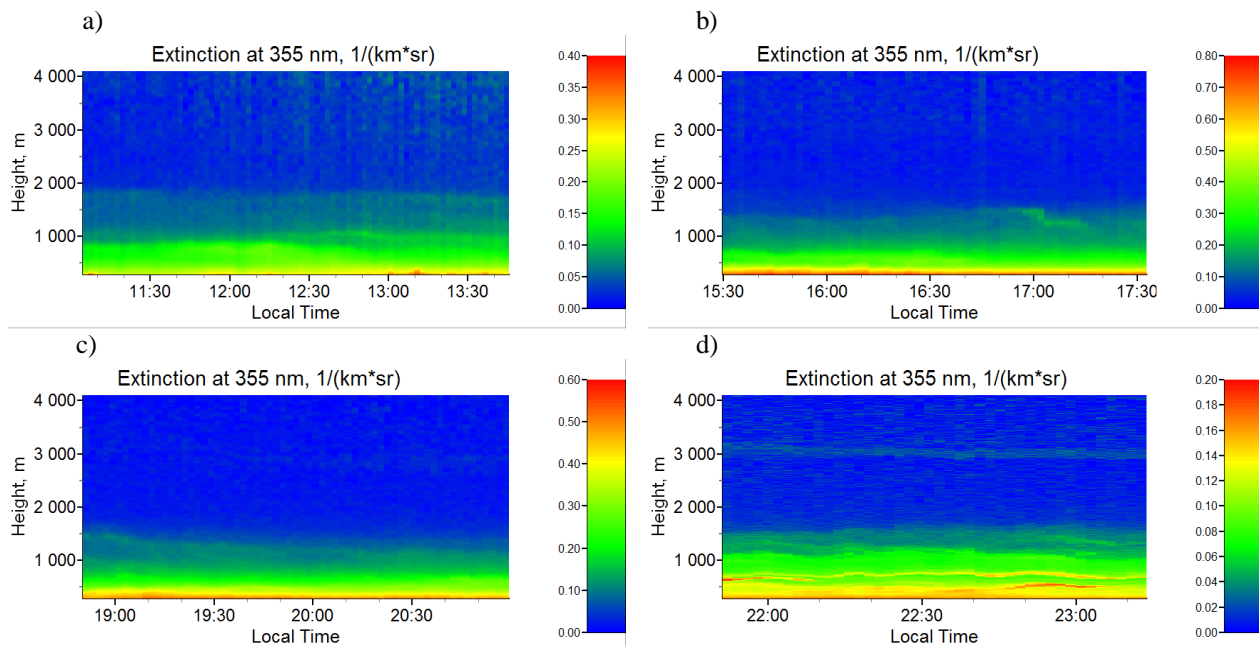 a)
Extinction at 355 nm, 1/(km*sr)
4 000
3 000
2 000
1 000
Height, m
11:30 12:00 12:30 13:00 13:30
Local Time
0.40
0.35
0.30
0.25
0.20
0.15
0.10
0.05
0.00
b)
Extinction at 355 nm, 1/(km*sr)
4 000
3 000
2 000
1 000
Height, m
15:30 16:00 16:30 17:00 17:30
Local Time
0.80
0.70
0.60
0.50
0.40
0.30
0.20
0.10
0.00
c)
Extinction at 355 nm, 1/(km*sr)
4 000
3 000
2 000
1 000
Height, m
19:00 19:30 20:00 20:30
Local Time
0.60
0.50
0.40
0.30
0.20
0.10
0.00
d)
Extinction at 355 nm, 1/(km*sr)
4 000
3 000
2 000
1 000
Height, m
22:00 22:30 23:00
Local Time
0.20
0.18
0.16
0.14
0.12
0.10
0.08
0.06
0.04
0.02
0.00